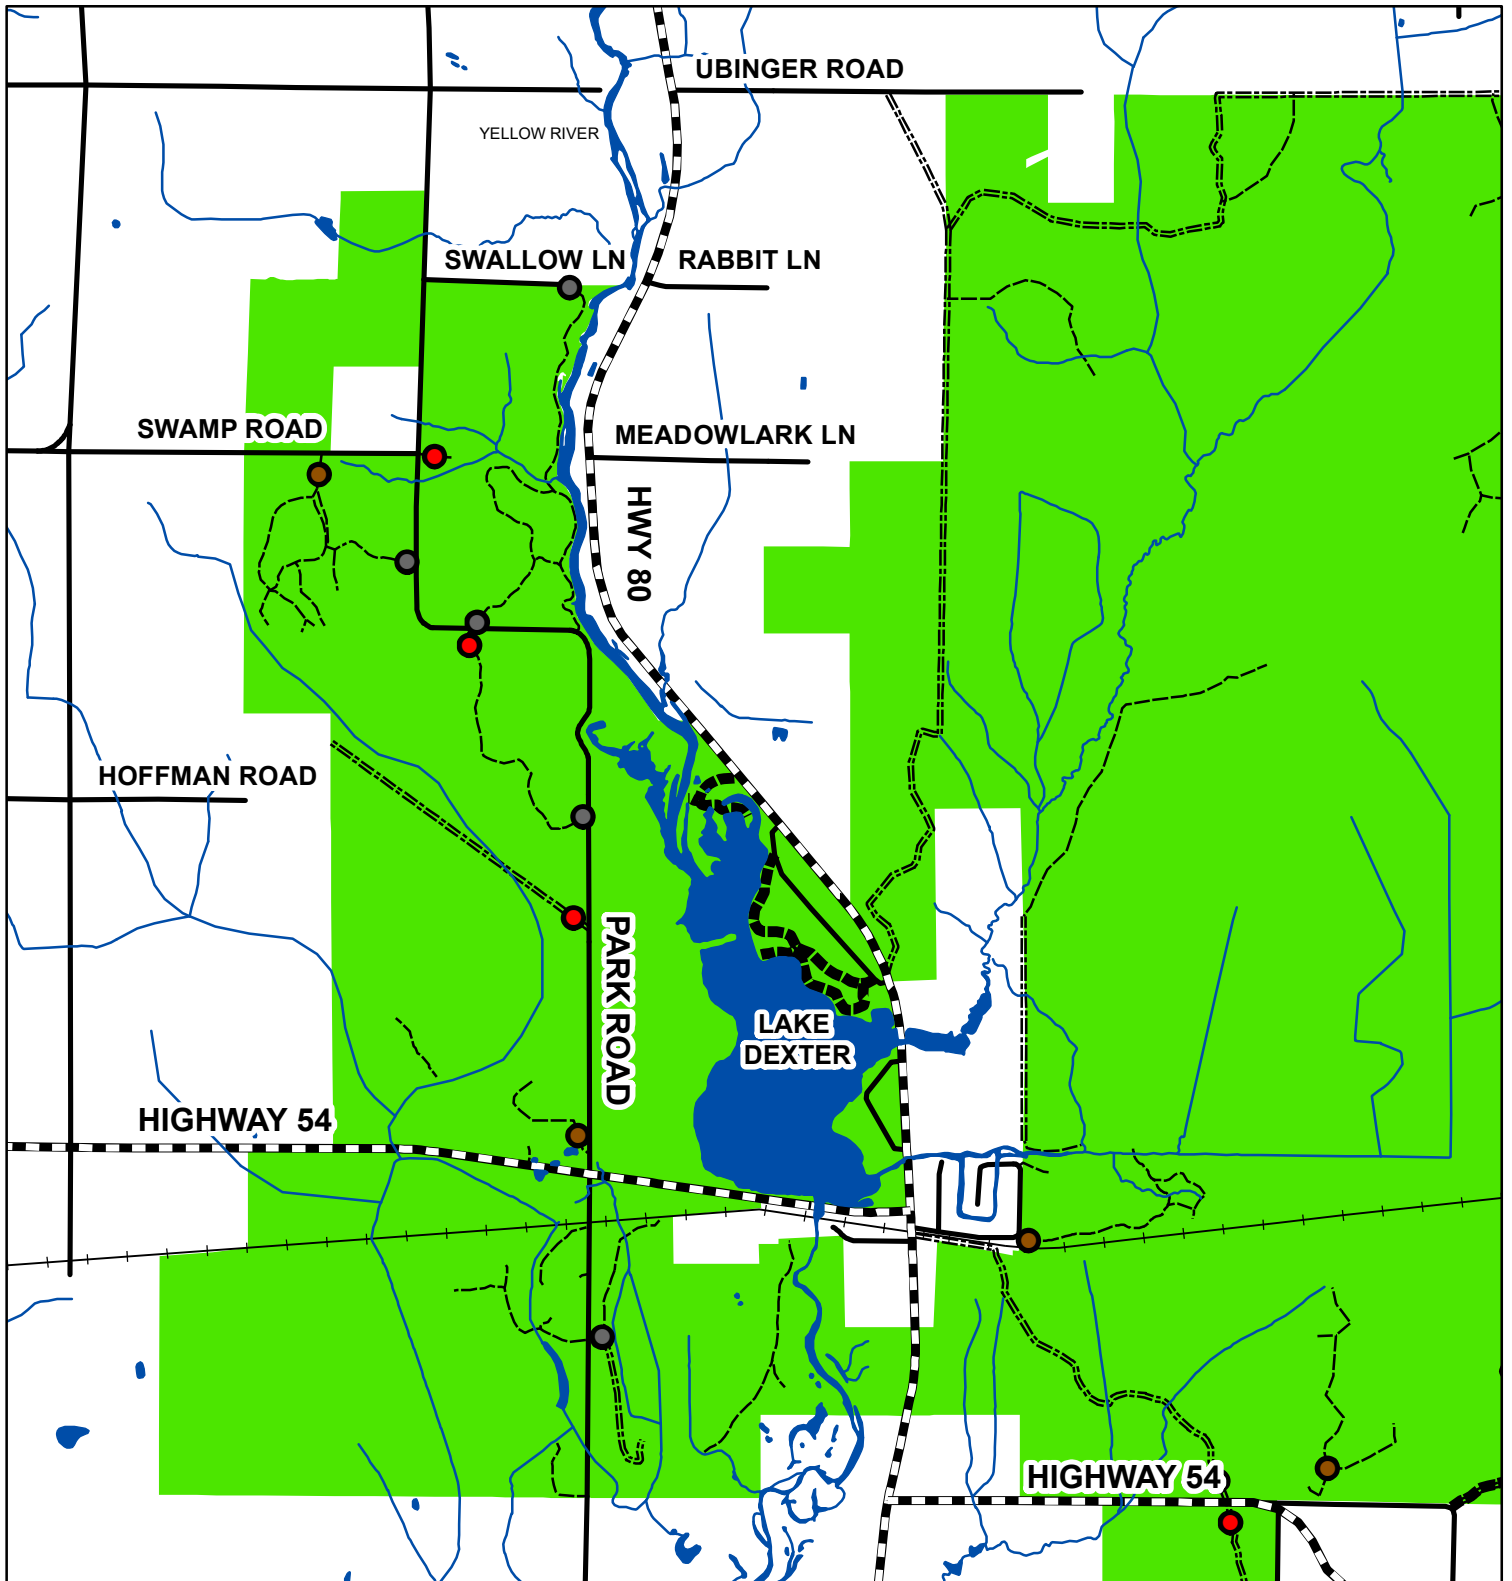 UBINGER ROAD
YELLOW RIVER
SWALLOW LN
RABBIT LN
SWAMP ROAD
MEADOWLARK LN
HWY 80
HOFFMAN ROAD
PARK ROAD
LAKE
DEXTER
HIGHWAY 54
HIGHWAY 54